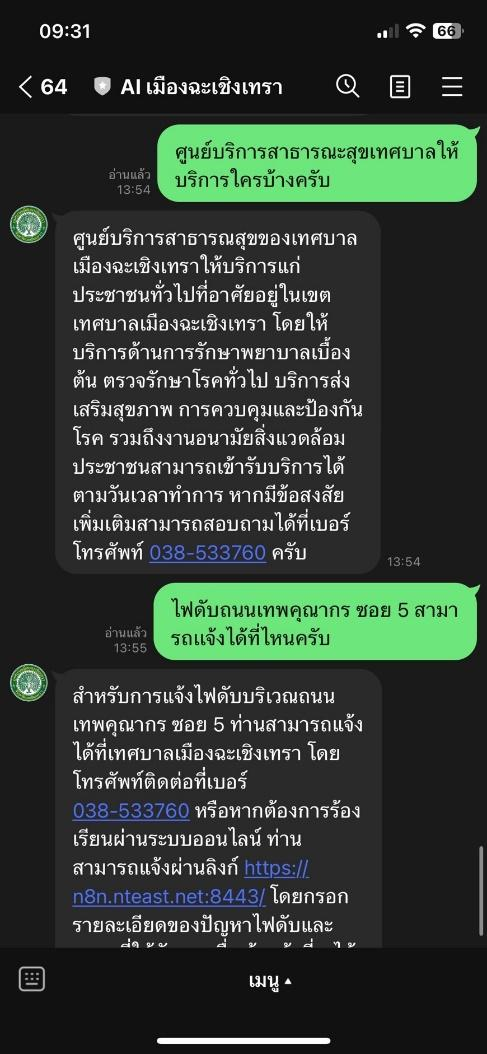 09:31
66
64
AI เมืองฉะเชิงเทรา
ศูนย์บริการสาธารณะสุขเทศบาลให้
บริการใครบ้างครับ
อ่านแล้ว
13:54
ศูนย์บริการสาธารณสุขของเทศบาล
เมืองฉะเชิงเทราให้บริการแก่
ประชาชนทั่วไปที่อาศัยอยู่ในเขต
เทศบาลเมืองฉะเชิงเทรา โดยให้
บริการด้านการรักษาพยาบาลเบื้อง
ต้น ตรวจรักษาโรคทั่วไป บริการส่ง
เสริมสุขภาพ การควบคุมและป้องกัน
โรค รวมถึงงานอนามัยสิ่งแวดล้อม
ประชาชนสามารถเข้ารับบริการได้
ตามวันเวลาทำการ หากมีข้อสงสัย
เพิ่มเติมสามารถสอบถามได้ที่เบอร์
โทรศัพท์ 038-533760 ครับ
13:54
ไฟดับถนนเทพคุณากร ซอย 5 สามา
รถแจ้งได้ที่ไหนครับ
อ่านแล้ว
13:55
สำหรับการแจ้งไฟดับบริเวณถนน
เทพคุณากร ซอย 5 ท่านสามารถแจ้ง
ได้ที่เทศบาลเมืองฉะเชิงเทรา โดย
โทรศัพท์ติดต่อที่เบอร์
038-533760 หรือหากต้องการร้อง
เรียนผ่านระบบออนไลน์ ท่าน
สามารถแจ้งผ่านลิงก์ https://
n8n.nteast.net:8443/ โดยกรอก
รายละเอียดของปัญหาไฟดับและ
เมนู